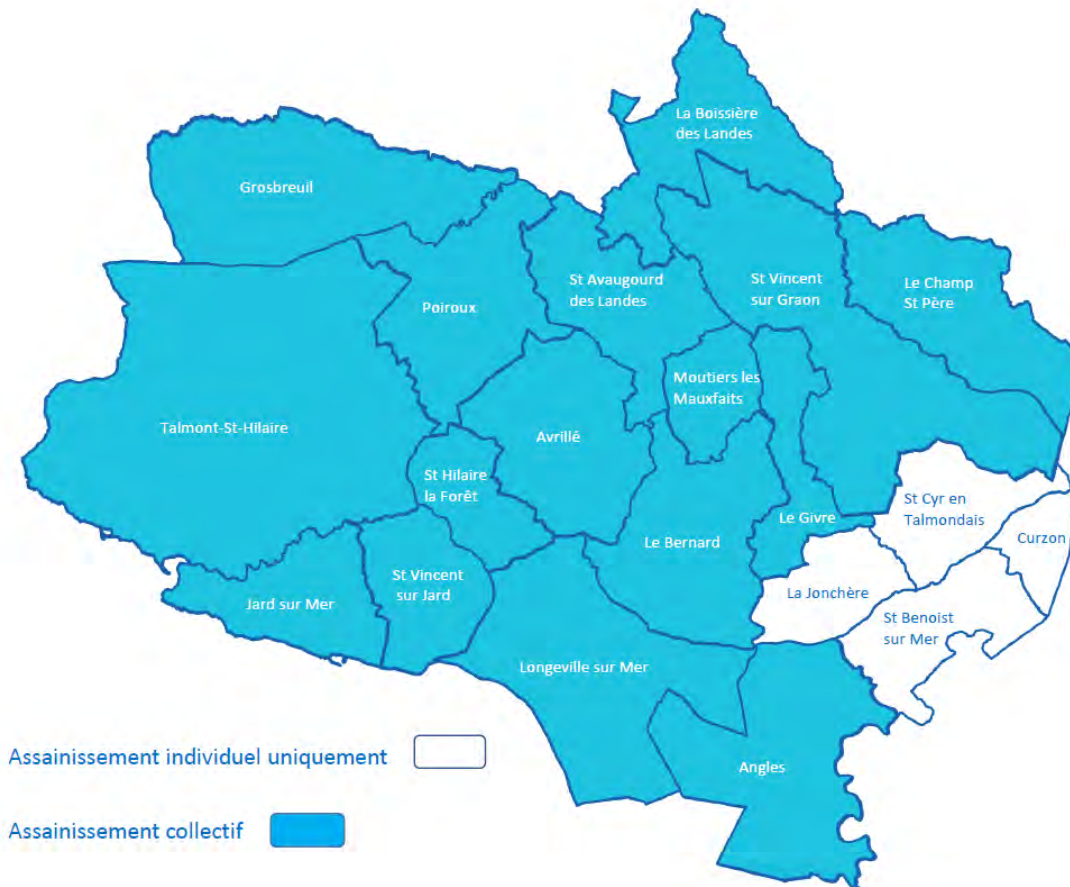 La Boissière
des Landes
Grosbreuil
St Avaugourd
des Landes
St Vincent
sur Graon
Le Champ
St Père
Poiroux
Moutiers les
Mauxfaits
Talmont-St-Hilaire
Avrillé
St Hilaire
la Forêt
St Cyr en
Talmondais
Le Givre
Curzon
Le Bernard
St Vincent
sur Jard
La Jonchère
Jard sur Mer
St Benoist
sur Mer
Longeville sur Mer
Angles
Assainissement individuel uniquement
Assainissement collectif